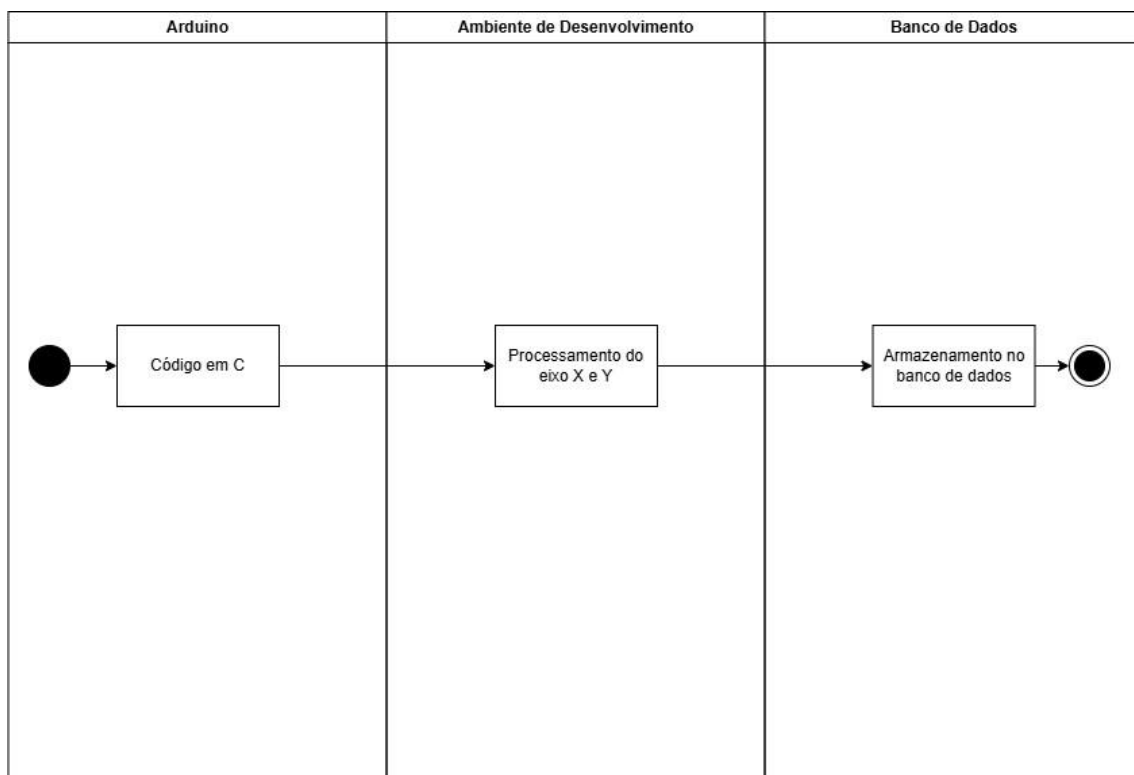 Arduino
Ambiente de Desenvolvimento
Banco de Dados
Código em C
Processamento do
eixo X e Y
Armazenamento no
banco de dados